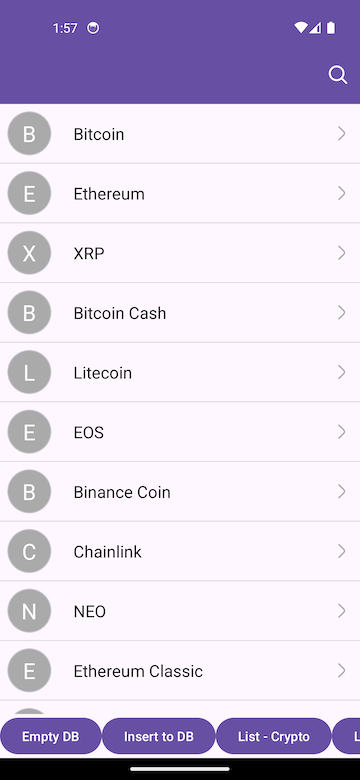 1:57
B Bitcoin
E Ethereum
X XRP
B Bitcoin Cash
L Litecoin
E EOS
B Binance Coin
C Chainlink
N NEO
E Ethereum Classic
Empty DB Insert to DB List - Crypto L